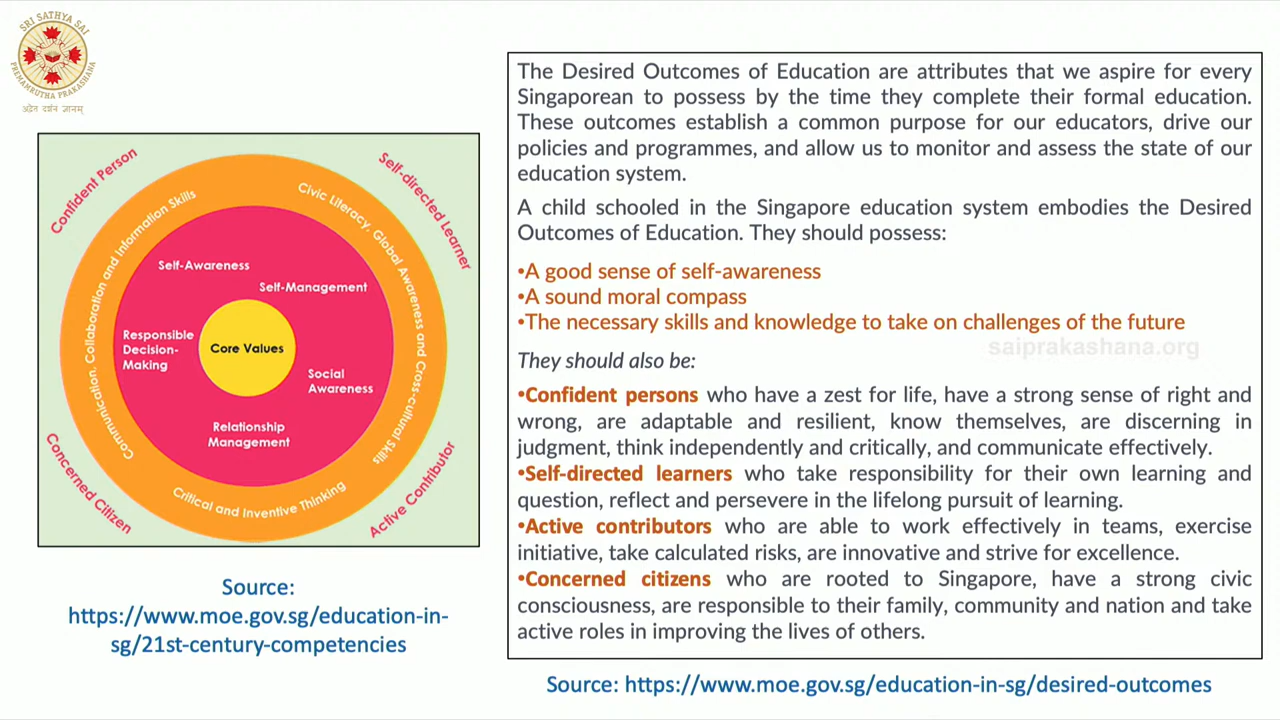 SRI SATHYA SAI
PREMAMRUTHA PRAKASHANA
अद्वैत दर्शन ज्ञानम्
Confident Person
Self-directed Learner
Communication, Collaboration and Information Skills
Civic Literacy, Global Awareness and Cross-cultural Skills
Self-Awareness
Self-Management
Responsible
Decision-
Making
Core Values
Social
Awareness
Relationship
Management
Critical and Inventive Thinking
Concerned Citizen
Active Contributor
Source:
https://www.moe.gov.sg/education-in-
sg/21st-century-competencies
The Desired Outcomes of Education are attributes that we aspire for every
Singaporean to possess by the time they complete their formal education.
These outcomes establish a common purpose for our educators, drive our
policies and programmes, and allow us to monitor and assess the state of our
education system.
A child schooled in the Singapore education system embodies the Desired
Outcomes of Education. They should possess:
•A good sense of self-awareness
•A sound moral compass
•The necessary skills and knowledge to take on challenges of the future
saiprakashana.org
They should also be:
•Confident persons who have a zest for life, have a strong sense of right and
wrong, are adaptable and resilient, know themselves, are discerning in
judgment, think independently and critically, and communicate effectively.
•Self-directed learners who take responsibility for their own learning and
question, reflect and persevere in the lifelong pursuit of learning.
•Active contributors who are able to work effectively in teams, exercise
initiative, take calculated risks, are innovative and strive for excellence.
•Concerned citizens who are rooted to Singapore, have a strong civic
consciousness, are responsible to their family, community and nation and take
active roles in improving the lives of others.
Source: https://www.moe.gov.sg/education-in-sg/desired-outcomes